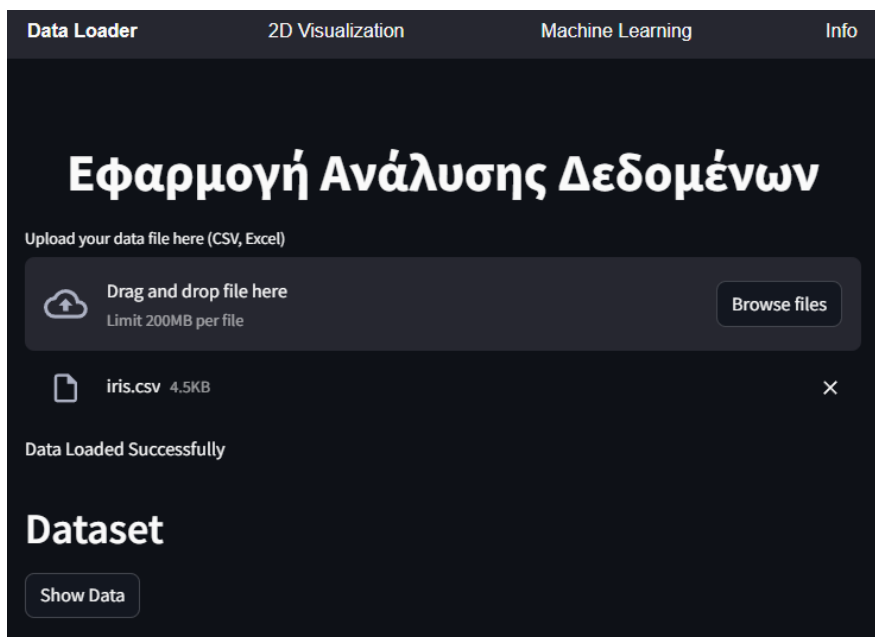 Data Loader 2D Visualization Machine Learning Info
Εφαρμογή Ανάλυσης Δεδομένων
Upload your data file here (CSV, Excel)
Drag and drop file here
Limit 200MB per file
Browse files
iris.csv 4.5KB
Data Loaded Successfully
Dataset
Show Data